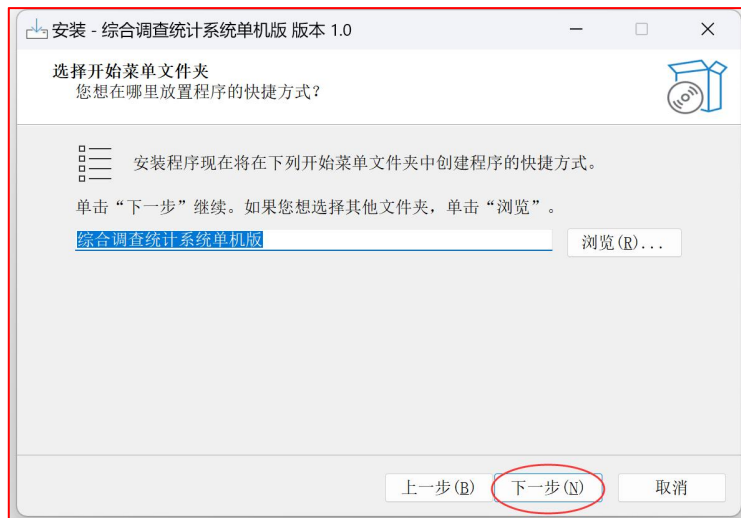 安装 - 综合调查统计系统单机版 版本 1.0
选择开始菜单文件夹
您想在哪里放置程序的快捷方式？
安装程序现在将在下列开始菜单文件夹中创建程序的快捷方式。
单击“下一步”继续。如果您想选择其他文件夹，单击“浏览”。
综合调查统计系统单机版
浏览(R)...
上一步(B) 下一步(N) 取消